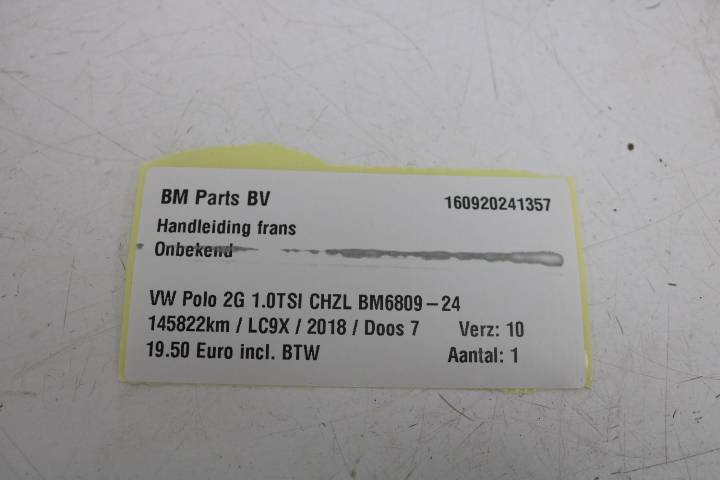 BM Parts BV 160920241357
Handleiding frans
Onbekend
VW Polo 2G 1.0TSI CHZL BM6809-24
145822km / LC9X / 2018 / Doos 7 Verz: 10
19.50 Euro incl. BTW Aantal: 1